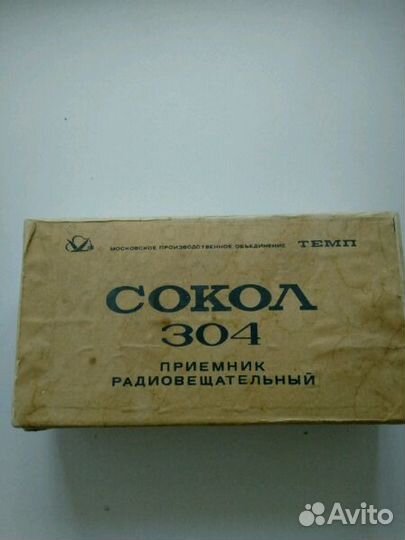 МОСКОВСКОЕ ПРОИЗВОДСТВЕННОЕ ОБЪЕДИНЕНИЕ ТЕМП
СОКОЛ
304
ПРИЕМНИК
РАДИОВЕЩАТЕЛЬНЫЙ
Avito